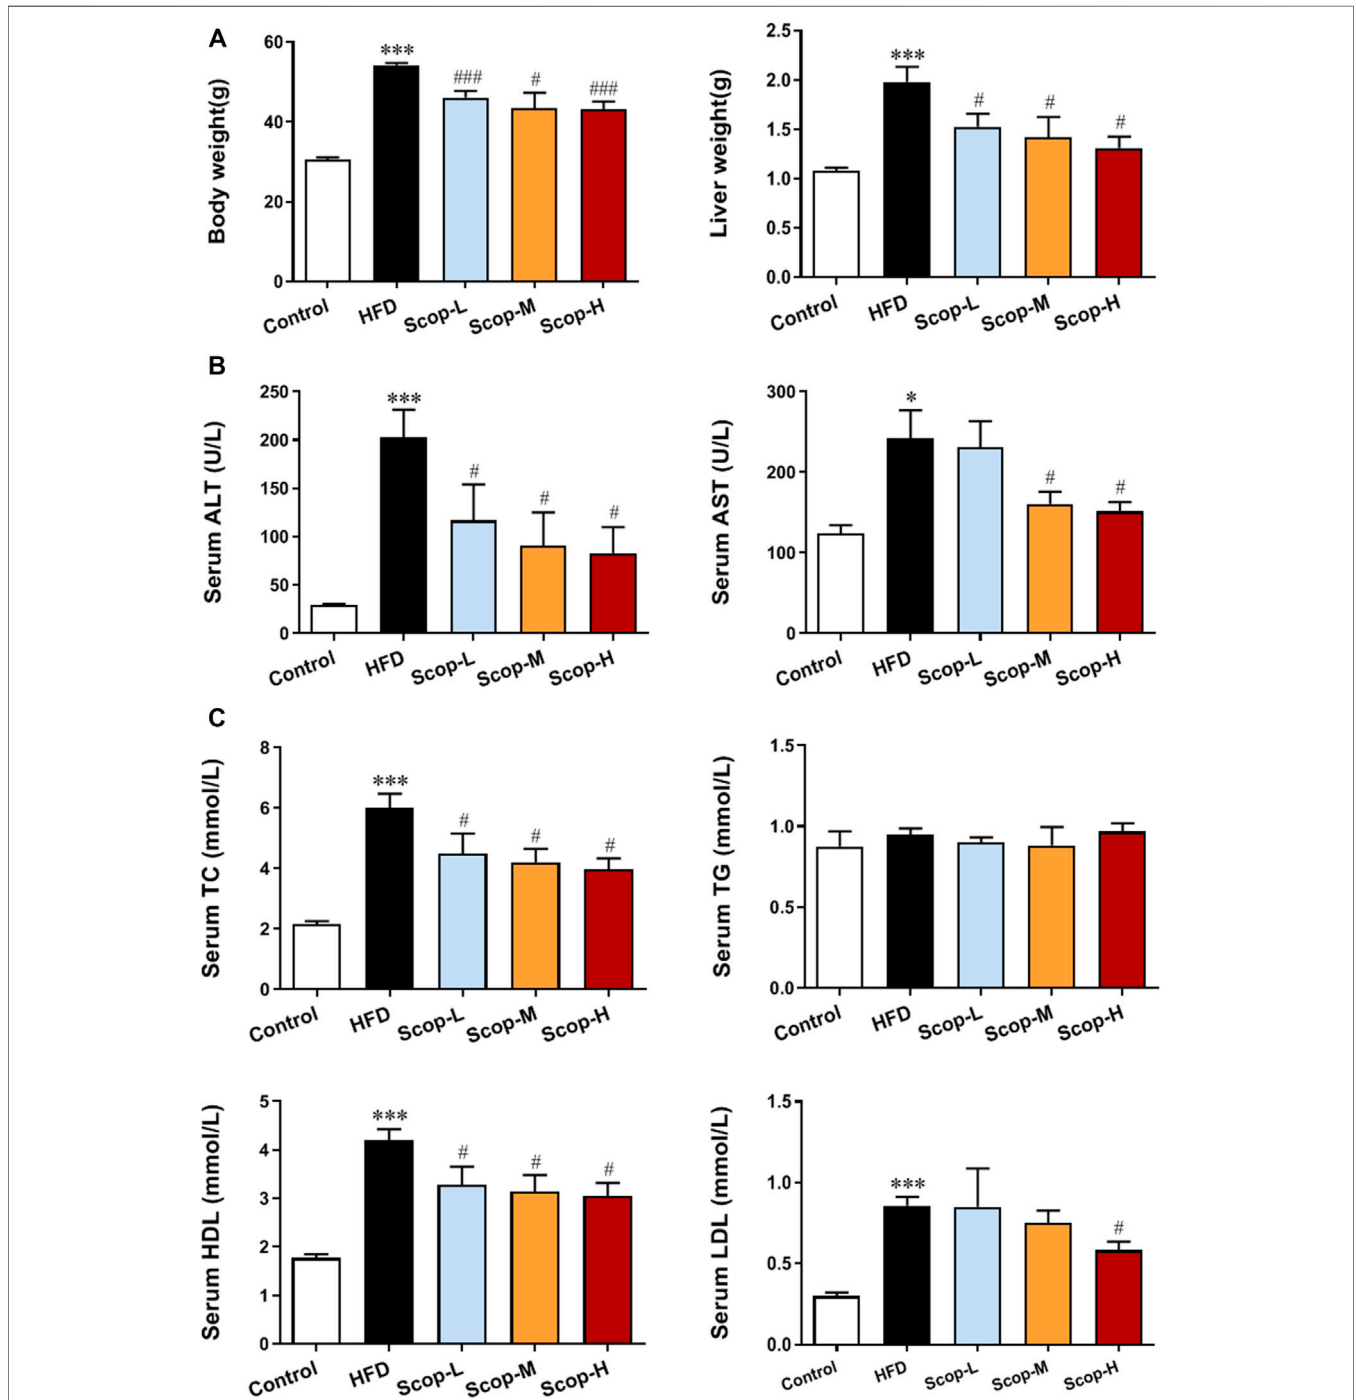 A
Body weight(g)
60
40
20
0
***
###
#
###
Control
HFD
Scop-L
Scop-M
Scop-H
Liver weight(g)
2.5
2.0
1.5
1.0
0.5
0.0
***
#
#
#
Control
HFD
Scop-L
Scop-M
Scop-H
B
Serum ALT (U/L)
250
200
150
100
50
0
***
#
#
#
Control
HFD
Scop-L
Scop-M
Scop-H
Serum AST (U/L)
300
200
100
0
*
#
#
Control
HFD
Scop-L
Scop-M
Scop-H
C
Serum TC (mmol/L)
8
6
4
2
0
***
#
#
#
Control
HFD
Scop-L
Scop-M
Scop-H
Serum TG (mmol/L)
1.5
1.0
0.5
0.0
Control
HFD
Scop-L
Scop-M
Scop-H
Serum HDL (mmol/L)
5
4
3
2
1
0
***
#
#
#
Control
HFD
Scop-L
Scop-M
Scop-H
Serum LDL (mmol/L)
1.5
1.0
0.5
0.0
***
#
Control
HFD
Scop-L
Scop-M
Scop-H